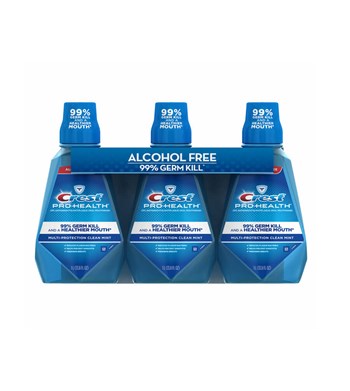 99%
GERM KILL
AND A
HEALTHIER
MOUTH*
99%
GERM KILL
AND A
HEALTHIER
MOUTH*
99%
GERM KILL
AND A
HEALTHIER
MOUTH*
ALCOHOL FREE
99% GERM KILL*
Crest
PRO-HEALTH
99% GERM KILL
AND A HEALTHIER MOUTH*
MULTI-PROTECTION CLEAN MINT
Crest
PRO-HEALTH
99% GERM KILL
AND A HEALTHIER MOUTH*
MULTI-PROTECTION CLEAN MINT
Crest
PRO-HEALTH
99% GERM KILL
AND A HEALTHIER MOUTH*
MULTI-PROTECTION CLEAN MINT